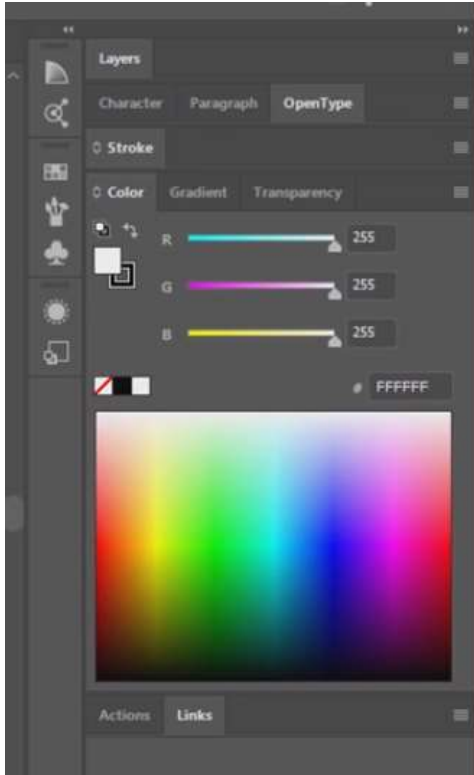 Layers
Character Paragraph OpenType
Stroke
Color Gradient Transparency
R 255
G 255
B 255
# FFFFFF
Actions Links